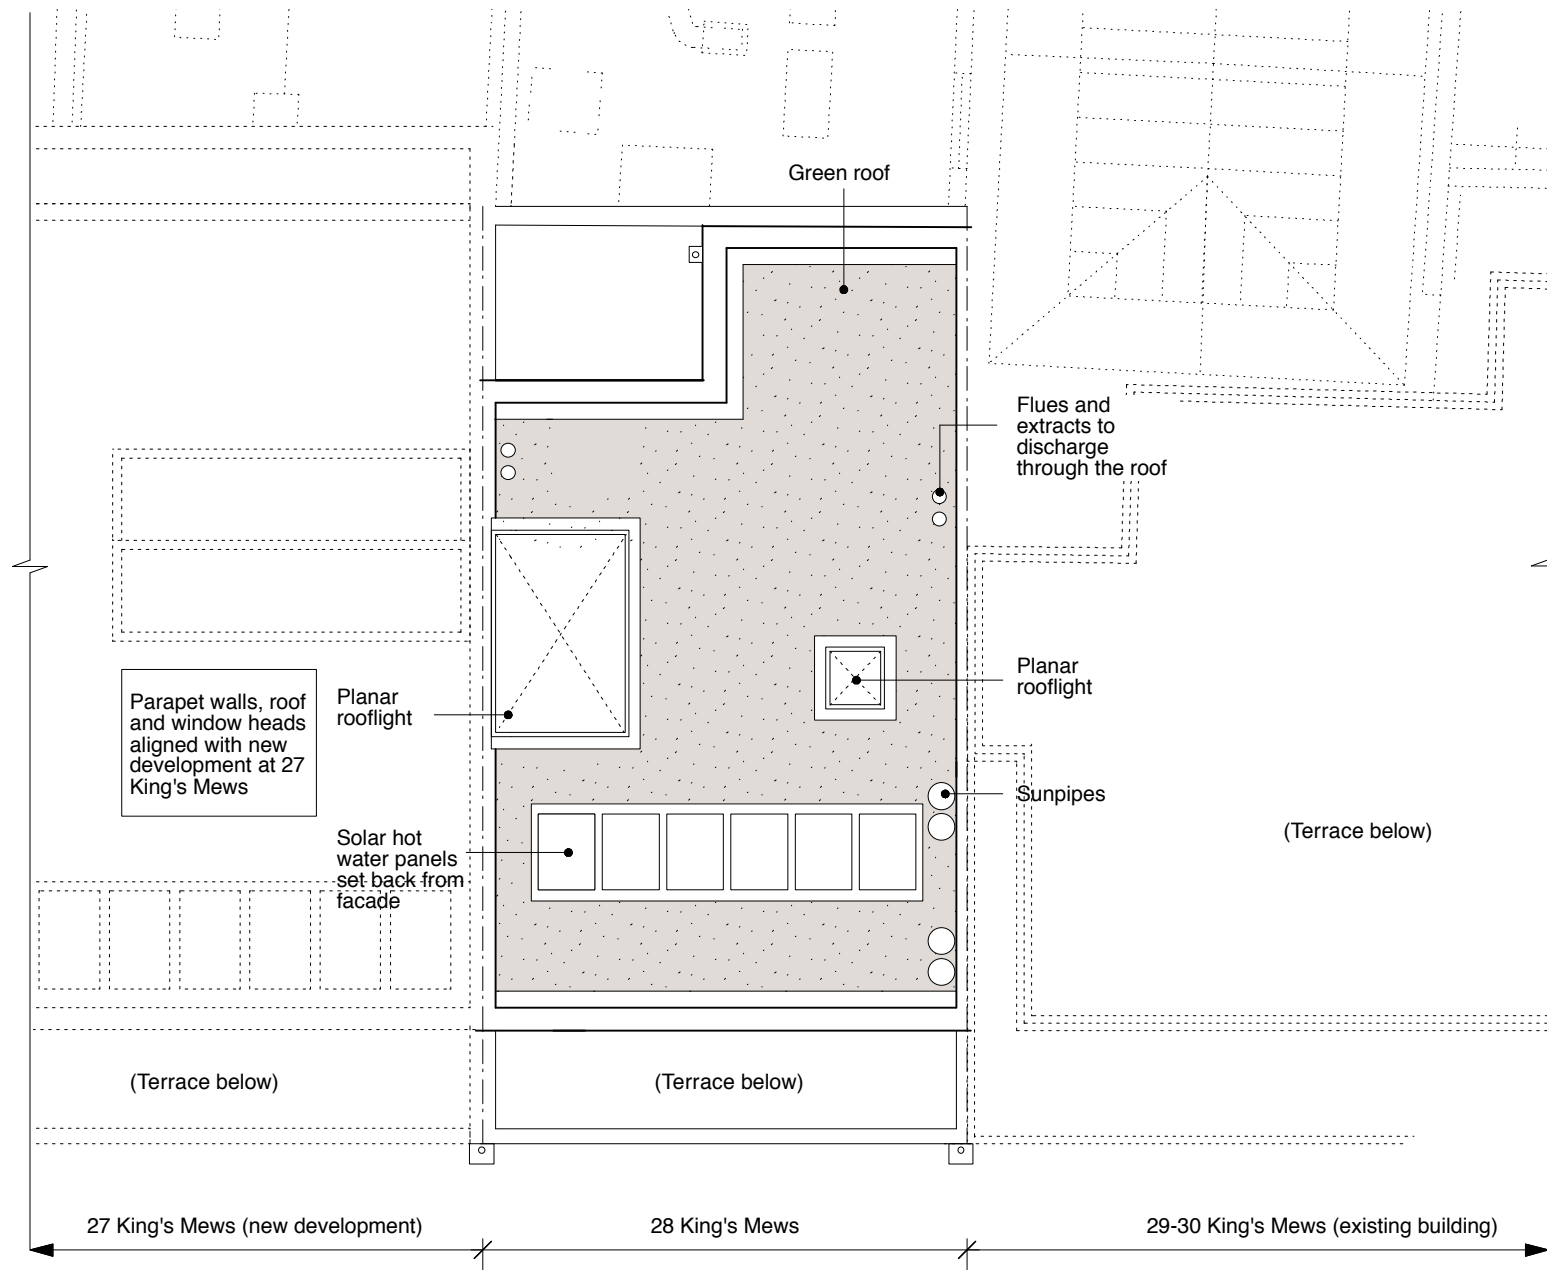 Green roof
Flues and
extracts to
discharge
through the roof
Planar
rooflight
Parapet walls, roof
and window heads
aligned with new
development at 27
King's Mews
Planar
rooflight
Sunpipes
Solar hot
water panels
set back from
facade
(Terrace below)
(Terrace below)
(Terrace below)
27 King's Mews (new development)
28 King's Mews
29-30 King's Mews (existing building)